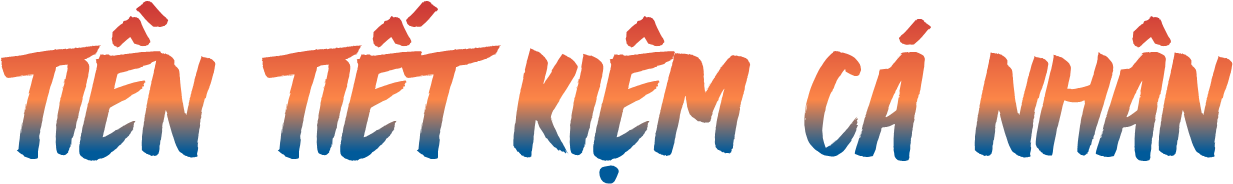 TIỀN TIẾT KIỆM CÁ NHÂN